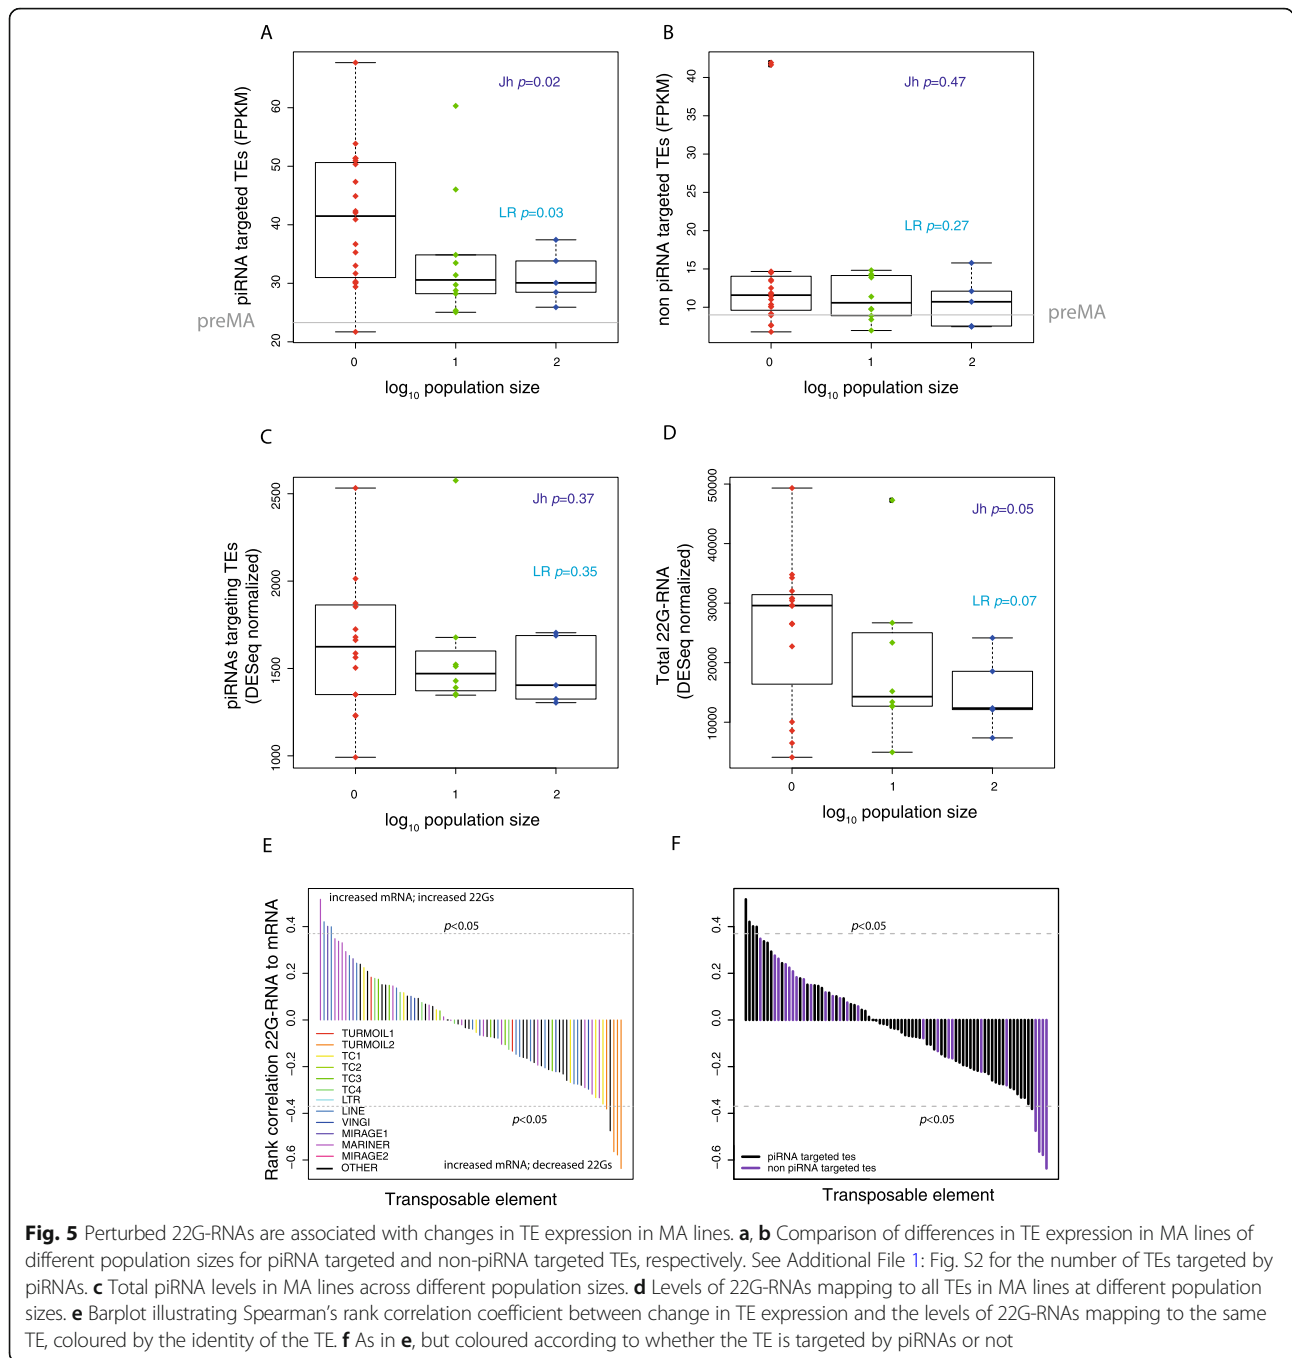 A
piRNA targeted TEs (FPKM)
60
50
40
30
20
Jh p=0.02
LR p=0.03
preMA
0 1 2
log10 population size
B
non piRNA targeted TEs (FPKM)
40
35
30
25
20
15
10
Jh p=0.47
LR p=0.27
preMA
0 1 2
log10 population size
C
piRNAs targeting TEs
(DESeq normalized)
2500
2000
1500
1000
Jh p=0.37
LR p=0.35
0 1 2
log10 population size
D
Total 22G-RNA
(DESeq normalized)
50000
40000
30000
20000
10000
Jh p=0.05
LR p=0.07
0 1 2
log10 population size
E
Rank correlation 22G-RNA to mRNA
0.4
0.2
0.0
−0.2
−0.4
−0.6
increased mRNA; increased 22Gs
p<0.05
TURMOIL1
TURMOIL2
TC1
TC2
TC3
TC4
LTR
LINE
VINGI
MIRAGE1
MARINER
MIRAGE2
OTHER
p<0.05
increased mRNA; decreased 22Gs
Transposable element
F
0.4
0.2
0.0
−0.2
−0.4
−0.6
p<0.05
p<0.05
piRNA targeted tes
non piRNA targeted tes
Transposable element
Fig. 5 Perturbed 22G-RNAs are associated with changes in TE expression in MA lines. a, b Comparison of differences in TE expression in MA lines of
different population sizes for piRNA targeted and non-piRNA targeted TEs, respectively. See Additional File 1: Fig. S2 for the number of TEs targeted by
piRNAs. c Total piRNA levels in MA lines across different population sizes. d Levels of 22G-RNAs mapping to all TEs in MA lines at different population
sizes. e Barplot illustrating Spearman's rank correlation coefficient between change in TE expression and the levels of 22G-RNAs mapping to the same
TE, coloured by the identity of the TE. f As in e, but coloured according to whether the TE is targeted by piRNAs or not